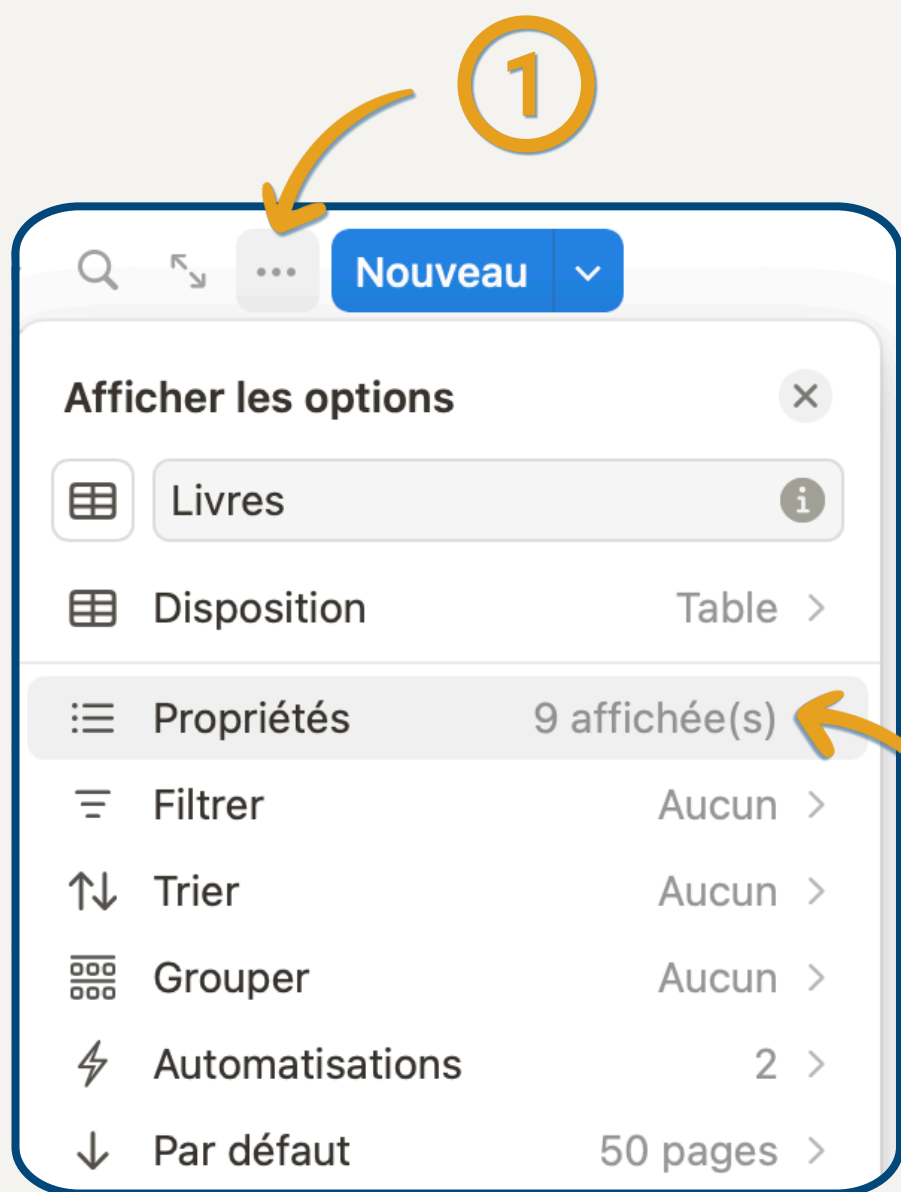 1
Nouveau
Afficher les options
Livres
Disposition Table
Propriétés 9 affichée(s)
Filtrer Aucun
Trier Aucun
Grouper Aucun
Automatisations 2
Par défaut 50 pages